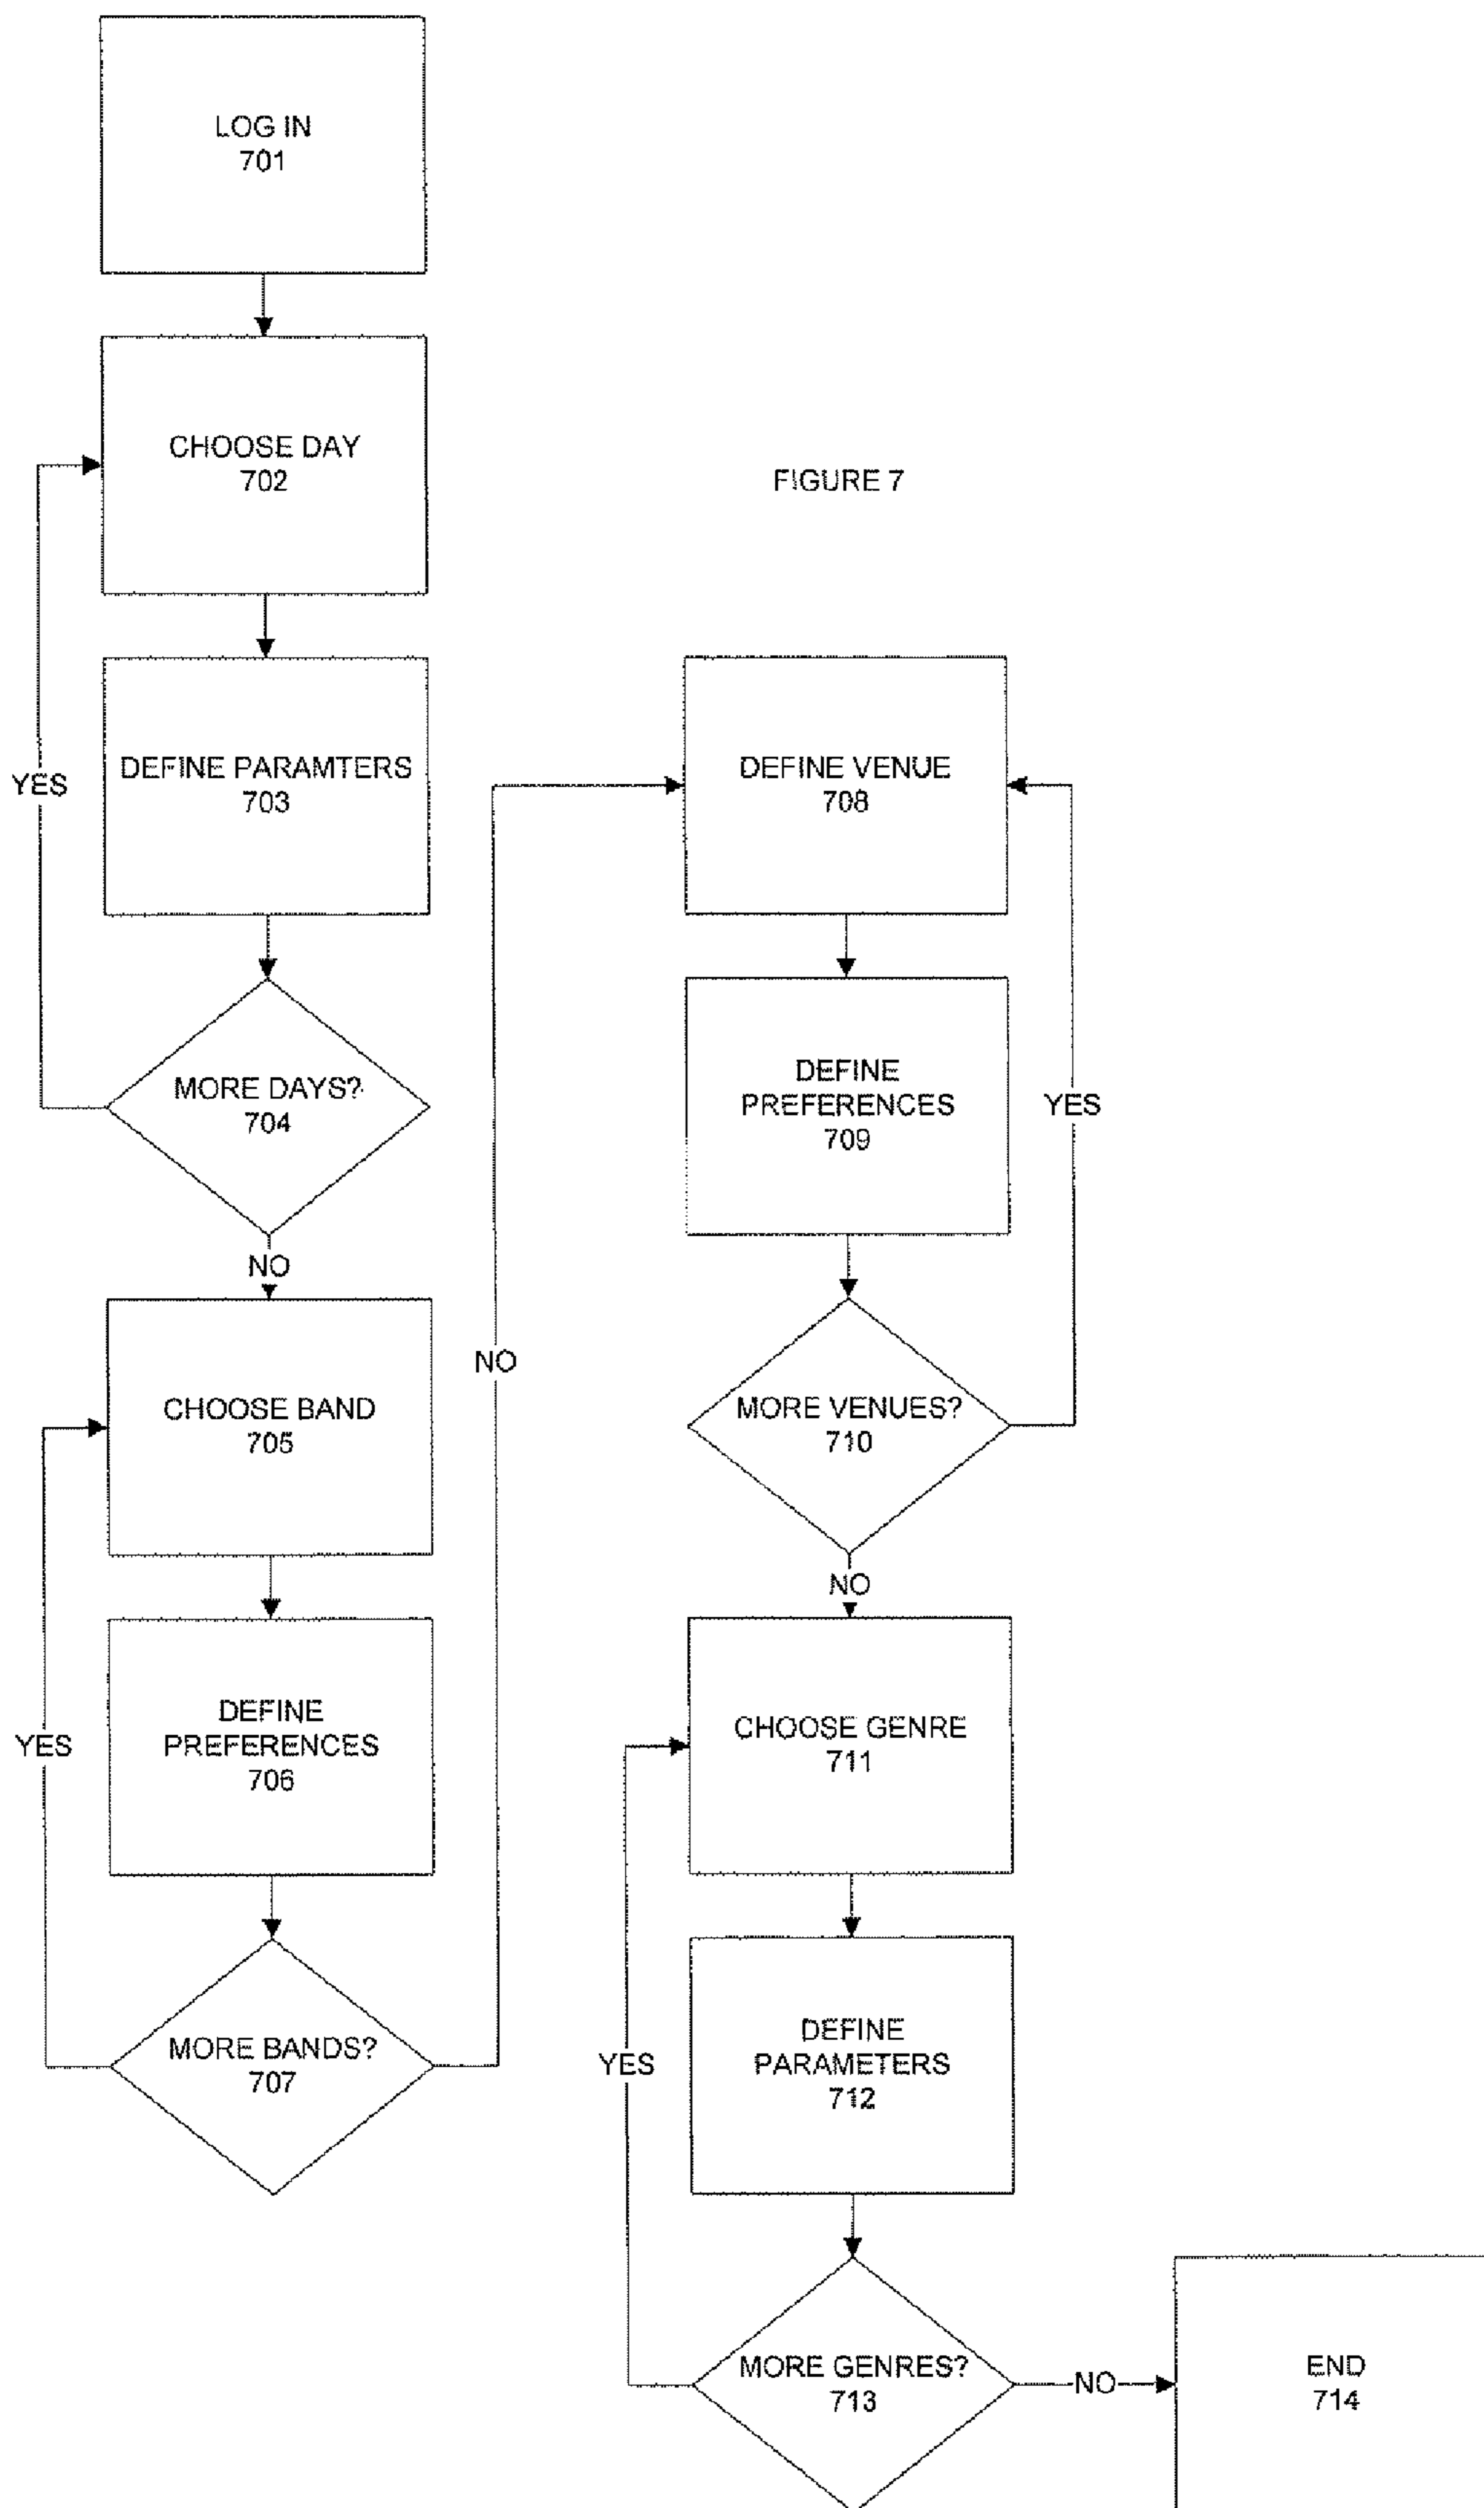 LOG IN
701
CHOOSE DAY
702
FIGURE 7
YES
DEFINE PARAMTERS
703
MORE DAYS?
704
NO
CHOOSE BAND
705
YES
DEFINE
PREFERENCES
706
MORE BANDS?
707
NO
DEFINE VENUE
708
DEFINE
PREFERENCES
709
YES
MORE VENUES?
710
NO
CHOOSE GENRE
711
YES
DEFINE
PARAMETERS
712
MORE GENRES?
713
NO
END
714